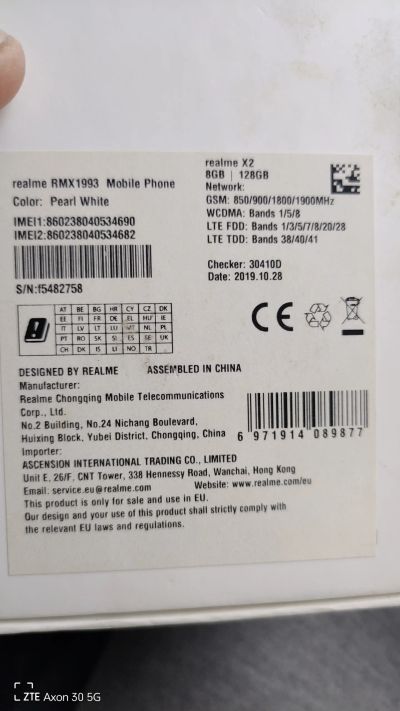 realme RMX1993 Mobile Phone
Color: Pearl White
IMEI1:860238040534690
IMEI2:860238040534682
S/N:f5482758
realme X2
8GB | 128GB
Network:
GSM: 850/900/1800/1900MHz
WCDMA: Bands 1/5/8
LTE FDD: Bands 1/3/5/7/8/20/28
LTE TDD: Bands 38/40/41
Checker: 30410D
Date: 2019.10.28
AT BE BG HR CY CZ DK
EE FI FR DE EL HU IE
IT LV LT LU MT NL PL
PT RO SK SI ES SE UK
CH DK IS LI NO TR
CE
DESIGNED BY REALME ASSEMBLED IN CHINA
Manufacturer:
Realme Chongqing Mobile Telecommunications
Corp., Ltd.
No.2 Building, No.24 Nichang Boulevard,
Huixing Block, Yubei District, Chongqing, China
6 971914 089877
Importer:
ASCENSION INTERNATIONAL TRADING CO., LIMITED
Unit E, 26/F, CNT Tower, 338 Hennessy Road, Wanchai, Hong Kong
Email: service.eu@realme.com Website: www.realme.com/eu
This product is only for sale and use in EU.
Our design and your use of this product shall strictly comply with
the relevant EU laws and regulations.
ZTE Axon 30 5G